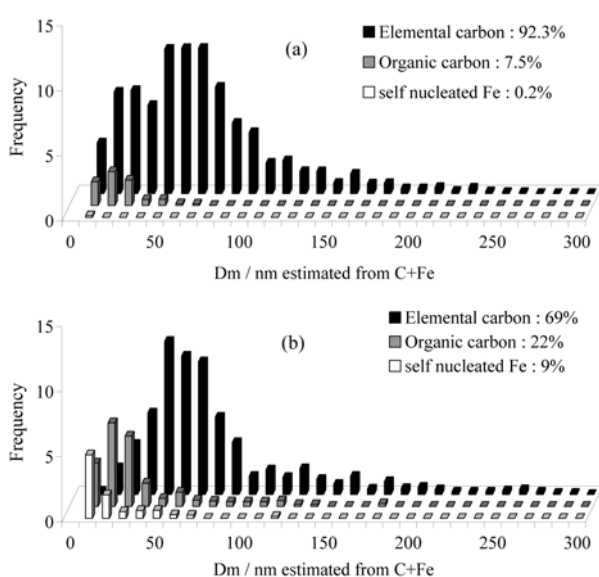 15
Elemental carbon : 92.3%
(a)
Organic carbon : 7.5%
10
self nucleated Fe : 0.2%
Frequency
5
0
0 50 100 150 200 250 300
Dm / nm estimated from C+Fe
15
Elemental carbon : 69%
(b)
Organic carbon : 22%
self nucleated Fe : 9%
10
Frequency
5
0
0 50 100 150 200 250 300
Dm / nm estimated from C+Fe